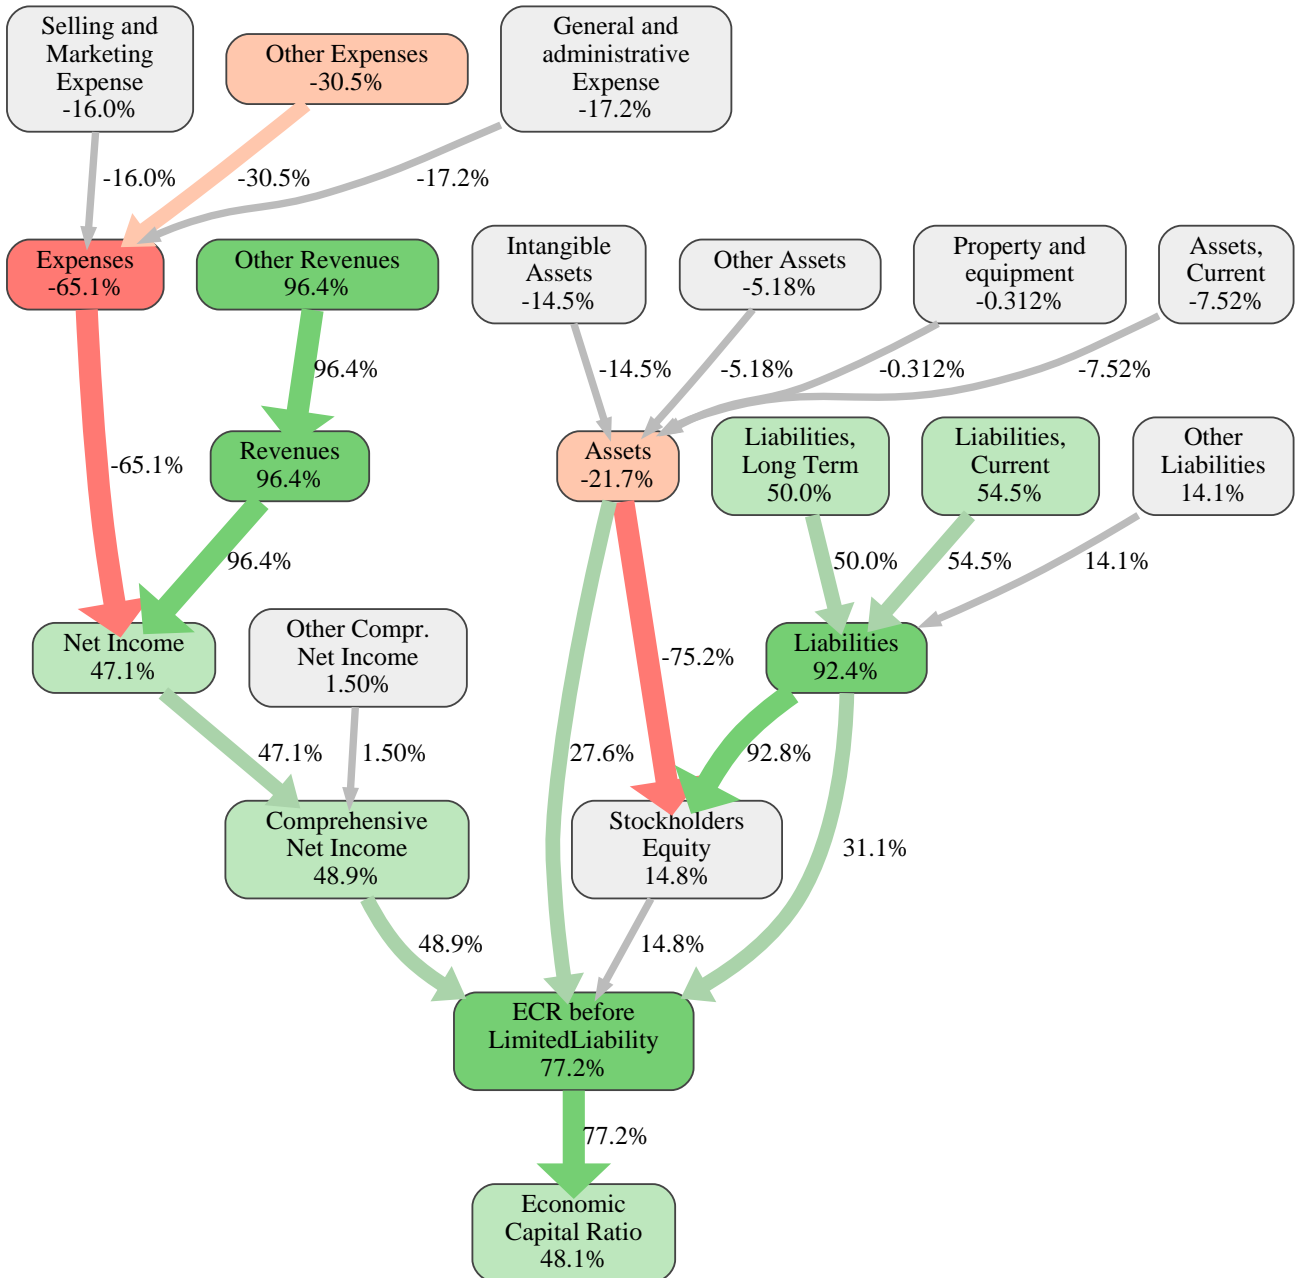 Selling and
Marketing
Expense
-16.0%
Other Expenses
-30.5%
General and
administrative
Expense
-17.2%
-16.0%
-30.5%
-17.2%
Expenses
-65.1%
Other Revenues
96.4%
Intangible
Assets
-14.5%
Other Assets
-5.18%
Property and
equipment
-0.312%
Assets,
Current
-7.52%
96.4%
-14.5%
-5.18%
-0.312%
-7.52%
-65.1%
Revenues
96.4%
Assets
-21.7%
Liabilities,
Long Term
50.0%
Liabilities,
Current
54.5%
Other
Liabilities
14.1%
96.4%
50.0%
54.5%
14.1%
Net Income
47.1%
Other Compr.
Net Income
1.50%
-75.2%
Liabilities
92.4%
47.1%
1.50%
27.6%
92.8%
Comprehensive
Net Income
48.9%
Stockholders
Equity
14.8%
31.1%
48.9%
14.8%
ECR before
LimitedLiability
77.2%
77.2%
Economic
Capital Ratio
48.1%